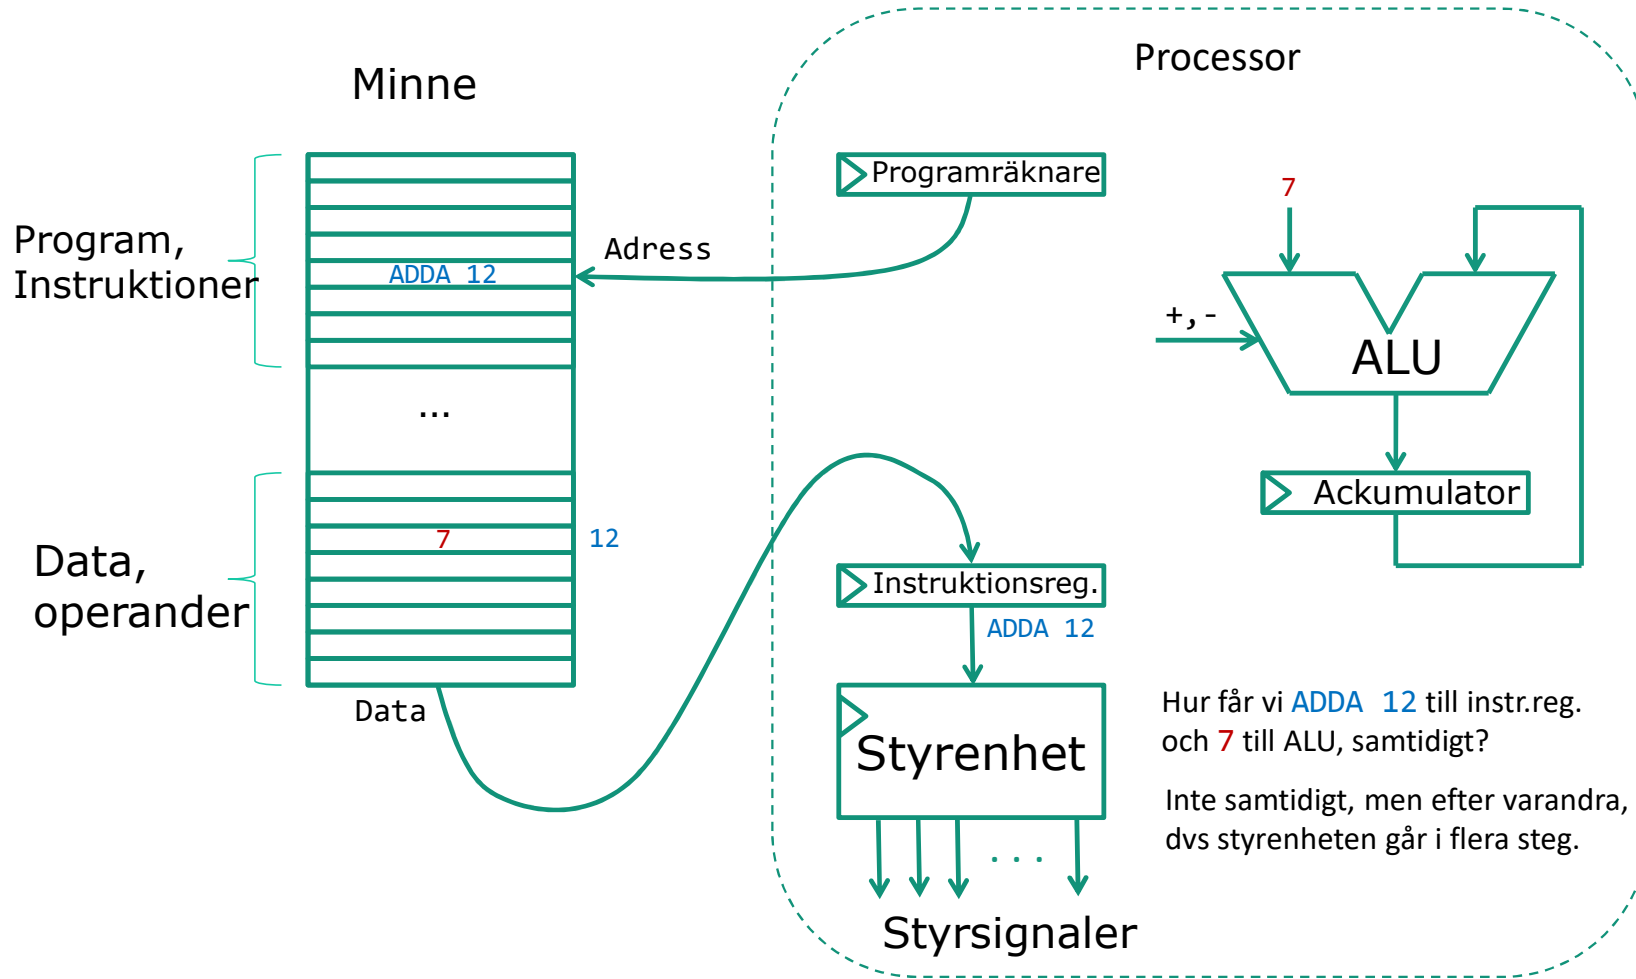 Processor
Minne
Programräknare
7
Program,
Instruktioner
Adress
ADDA 12
+,-
ALU
...
Ackumulator
7
12
Data,
operander
Instruktionsreg.
ADDA 12
Data
Styrenhet
Hur får vi ADDA 12 till instr.reg.
och 7 till ALU, samtidigt?
Inte samtidigt, men efter varandra,
dvs styrenheten går i flera steg.
...
Styrsignaler